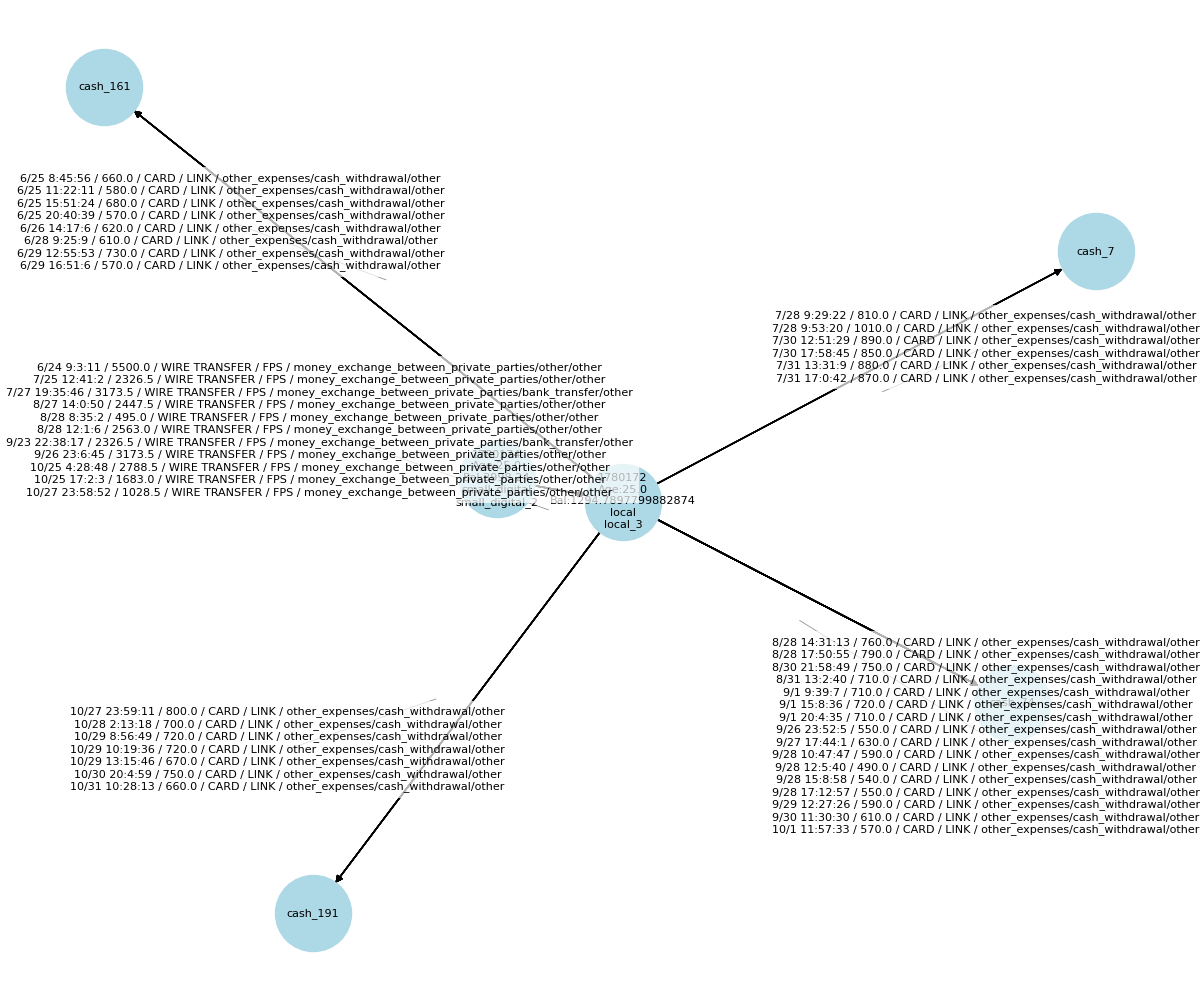 cash_161
6/25 8:45:56 / 660.0 / CARD / LINK / other_expenses/cash_withdrawal/other
6/25 11:22:11 / 580.0 / CARD / LINK / other_expenses/cash_withdrawal/other
6/25 15:51:24 / 680.0 / CARD / LINK / other_expenses/cash_withdrawal/other
6/25 20:40:39 / 570.0 / CARD / LINK / other_expenses/cash_withdrawal/other
6/26 14:17:6 / 620.0 / CARD / LINK / other_expenses/cash_withdrawal/other
6/28 9:25:9 / 610.0 / CARD / LINK / other_expenses/cash_withdrawal/other
6/29 12:55:53 / 730.0 / CARD / LINK / other_expenses/cash_withdrawal/other
6/29 16:51:6 / 570.0 / CARD / LINK / other_expenses/cash_withdrawal/other
cash_7
7/28 9:29:22 / 810.0 / CARD / LINK / other_expenses/cash_withdrawal/other
7/28 9:53:20 / 1010.0 / CARD / LINK / other_expenses/cash_withdrawal/other
7/30 12:51:29 / 890.0 / CARD / LINK / other_expenses/cash_withdrawal/other
7/30 17:58:45 / 850.0 / CARD / LINK / other_expenses/cash_withdrawal/other
7/31 13:31:9 / 880.0 / CARD / LINK / other_expenses/cash_withdrawal/other
7/31 17:0:42 / 870.0 / CARD / LINK / other_expenses/cash_withdrawal/other
6/24 9:3:11 / 5500.0 / WIRE TRANSFER / FPS / money_exchange_between_private_parties/other/other
7/25 12:41:2 / 2326.5 / WIRE TRANSFER / FPS / money_exchange_between_private_parties/other/other
7/27 19:35:46 / 3173.5 / WIRE TRANSFER / FPS / money_exchange_between_private_parties/bank_transfer/other
8/27 14:0:50 / 2447.5 / WIRE TRANSFER / FPS / money_exchange_between_private_parties/other/other
8/28 8:35:2 / 495.0 / WIRE TRANSFER / FPS / money_exchange_between_private_parties/other/other
8/28 12:1:6 / 2563.0 / WIRE TRANSFER / FPS / money_exchange_between_private_parties/other/other
9/23 22:38:17 / 2326.5 / WIRE TRANSFER / FPS / money_exchange_between_private_parties/bank_transfer/other
9/26 23:6:45 / 3173.5 / WIRE TRANSFER / FPS / money_exchange_between_private_parties/other/other
10/25 4:28:48 / 2788.5 / WIRE TRANSFER / FPS / money_exchange_between_private_parties/other/other
10/25 17:2:3 / 1683.0 / WIRE TRANSFER / FPS / money_exchange_between_private_parties/other/other
10/27 23:58:52 / 1028.5 / WIRE TRANSFER / FPS / money_exchange_between_private_parties/other/other
small_digital_2
Age:25.0
Bal:1294.7897799882874
local
local_3
8/28 14:31:13 / 760.0 / CARD / LINK / other_expenses/cash_withdrawal/other
8/28 17:50:55 / 790.0 / CARD / LINK / other_expenses/cash_withdrawal/other
8/30 21:58:49 / 750.0 / CARD / LINK / other_expenses/cash_withdrawal/other
8/31 13:2:40 / 710.0 / CARD / LINK / other_expenses/cash_withdrawal/other
9/1 9:39:7 / 710.0 / CARD / LINK / other_expenses/cash_withdrawal/other
9/1 15:8:36 / 720.0 / CARD / LINK / other_expenses/cash_withdrawal/other
9/1 20:4:35 / 710.0 / CARD / LINK / other_expenses/cash_withdrawal/other
9/26 23:52:5 / 550.0 / CARD / LINK / other_expenses/cash_withdrawal/other
9/27 17:44:1 / 630.0 / CARD / LINK / other_expenses/cash_withdrawal/other
9/28 10:47:47 / 590.0 / CARD / LINK / other_expenses/cash_withdrawal/other
9/28 12:5:40 / 490.0 / CARD / LINK / other_expenses/cash_withdrawal/other
9/28 15:8:58 / 540.0 / CARD / LINK / other_expenses/cash_withdrawal/other
9/28 17:12:57 / 550.0 / CARD / LINK / other_expenses/cash_withdrawal/other
9/29 12:27:26 / 590.0 / CARD / LINK / other_expenses/cash_withdrawal/other
9/30 11:30:30 / 610.0 / CARD / LINK / other_expenses/cash_withdrawal/other
10/1 11:57:33 / 570.0 / CARD / LINK / other_expenses/cash_withdrawal/other
10/27 23:59:11 / 800.0 / CARD / LINK / other_expenses/cash_withdrawal/other
10/28 2:13:18 / 700.0 / CARD / LINK / other_expenses/cash_withdrawal/other
10/29 8:56:49 / 720.0 / CARD / LINK / other_expenses/cash_withdrawal/other
10/29 10:19:36 / 720.0 / CARD / LINK / other_expenses/cash_withdrawal/other
10/29 13:15:46 / 670.0 / CARD / LINK / other_expenses/cash_withdrawal/other
10/30 20:4:59 / 750.0 / CARD / LINK / other_expenses/cash_withdrawal/other
10/31 10:28:13 / 660.0 / CARD / LINK / other_expenses/cash_withdrawal/other
cash_191